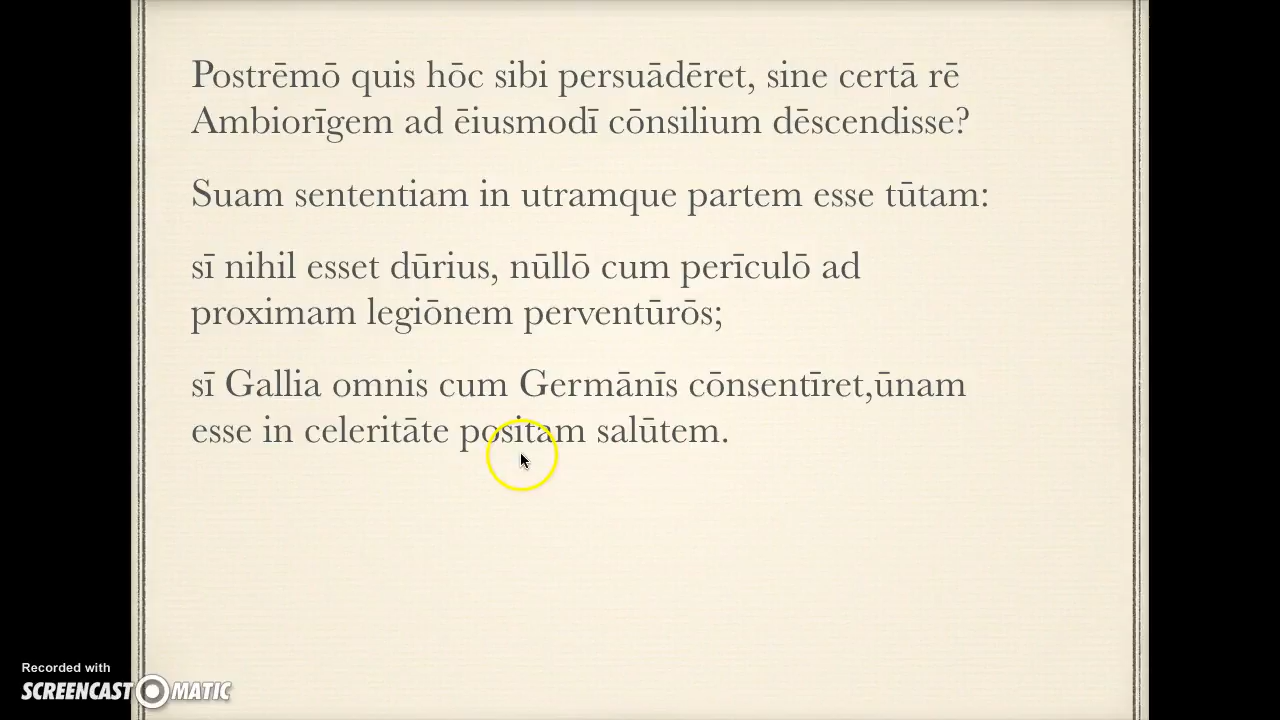 Postrēmō quis hōc sibi persuādēret, sine certā rē
Ambiorīgem ad ēiusmodī cōnsilium dēscendisse?
Suam sententiam in utramque partem esse tūtam:
sī nihil esset dūrius, nūllō cum perīculō ad
proximam legiōnem perventūrōs;
sī Gallia omnis cum Germānīs cōnsentīret,ūnam
esse in celeritāte positam salūtem.
Recorded with
SCREENCAST O MATIC